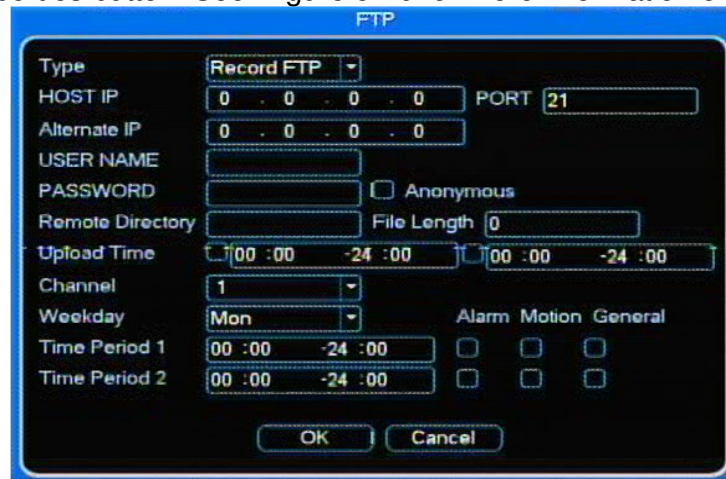 FTP
Type Record FTP
HOST IP 0 . 0 . 0 . 0 PORT 21
Alternate IP 0 . 0 . 0 . 0
USER NAME
PASSWORD Anonymous
Remote Directory File Length 0
Upload Time 00 :00 -24 :00 00 :00 -24 :00
Channel 1
Weekday Mon Alarm Motion General
Time Period 1 00 :00 -24 :00
Time Period 2 00 :00 -24 :00
OK Cancel